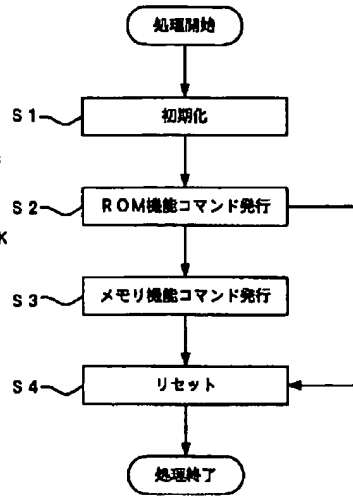 処理開始
S1 初期化
S2 ROM機能コマンド発行
K
S3 メモリ機能コマンド発行
S4 リセット
処理終了